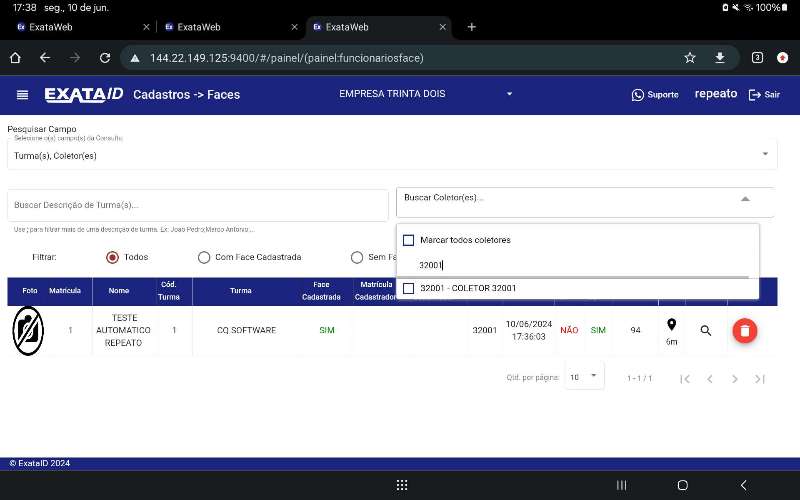 17:38 seg., 10 de jun.
100%
ExataWeb
ExataWeb
ExataWeb
144.22.149.125:9400/#/painel/(painel:funcionariosface)
3
EXATAID Cadastros -> Faces
EMPRESA TRINTA DOIS
Suporte
repeato
Sair
Pesquisar Campo
Selecione o(s) campo(s) da Consulta
Turma(s), Coletor(es)
Buscar Descrição de Turma(s)...
Buscar Coletor(es)...
Use ; para filtrar mais de uma descrição de turma. Ex: Joao Pedro;Marco Antonio...
Marcar todos coletores
32001
32001 - COLETOR 32001
Filtrar:
Todos
Com Face Cadastrada
Sem Fa
Foto Matrícula Nome Cód. Turma Turma Face Cadastrada Matrícula Cadastrador
1 TESTE AUTOMATICO REPEATO 1 CQ SOFTWARE SIM 32001 10/06/2024 17:36:03 NÃO SIM 94 6m
Qtd. por página: 10 1 - 1 / 1
© ExataID 2024